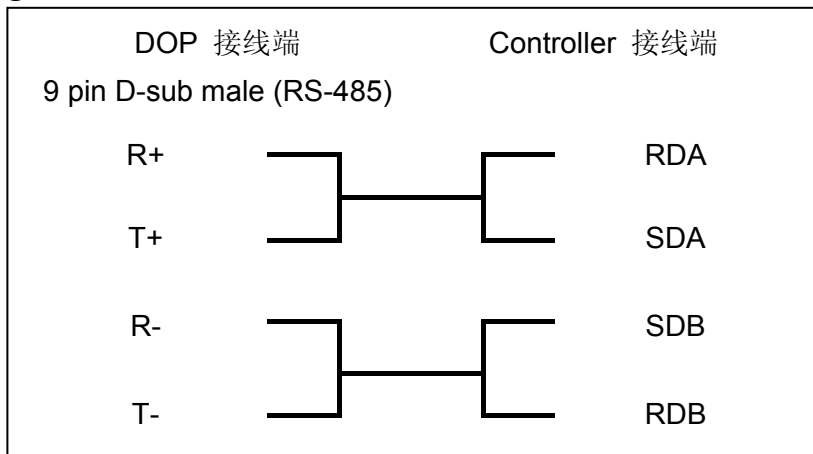 DOP 接线端 Controller 接线端
9 pin D-sub male (RS-485)
R+ RDA
T+ SDA
R- SDB
T- RDB